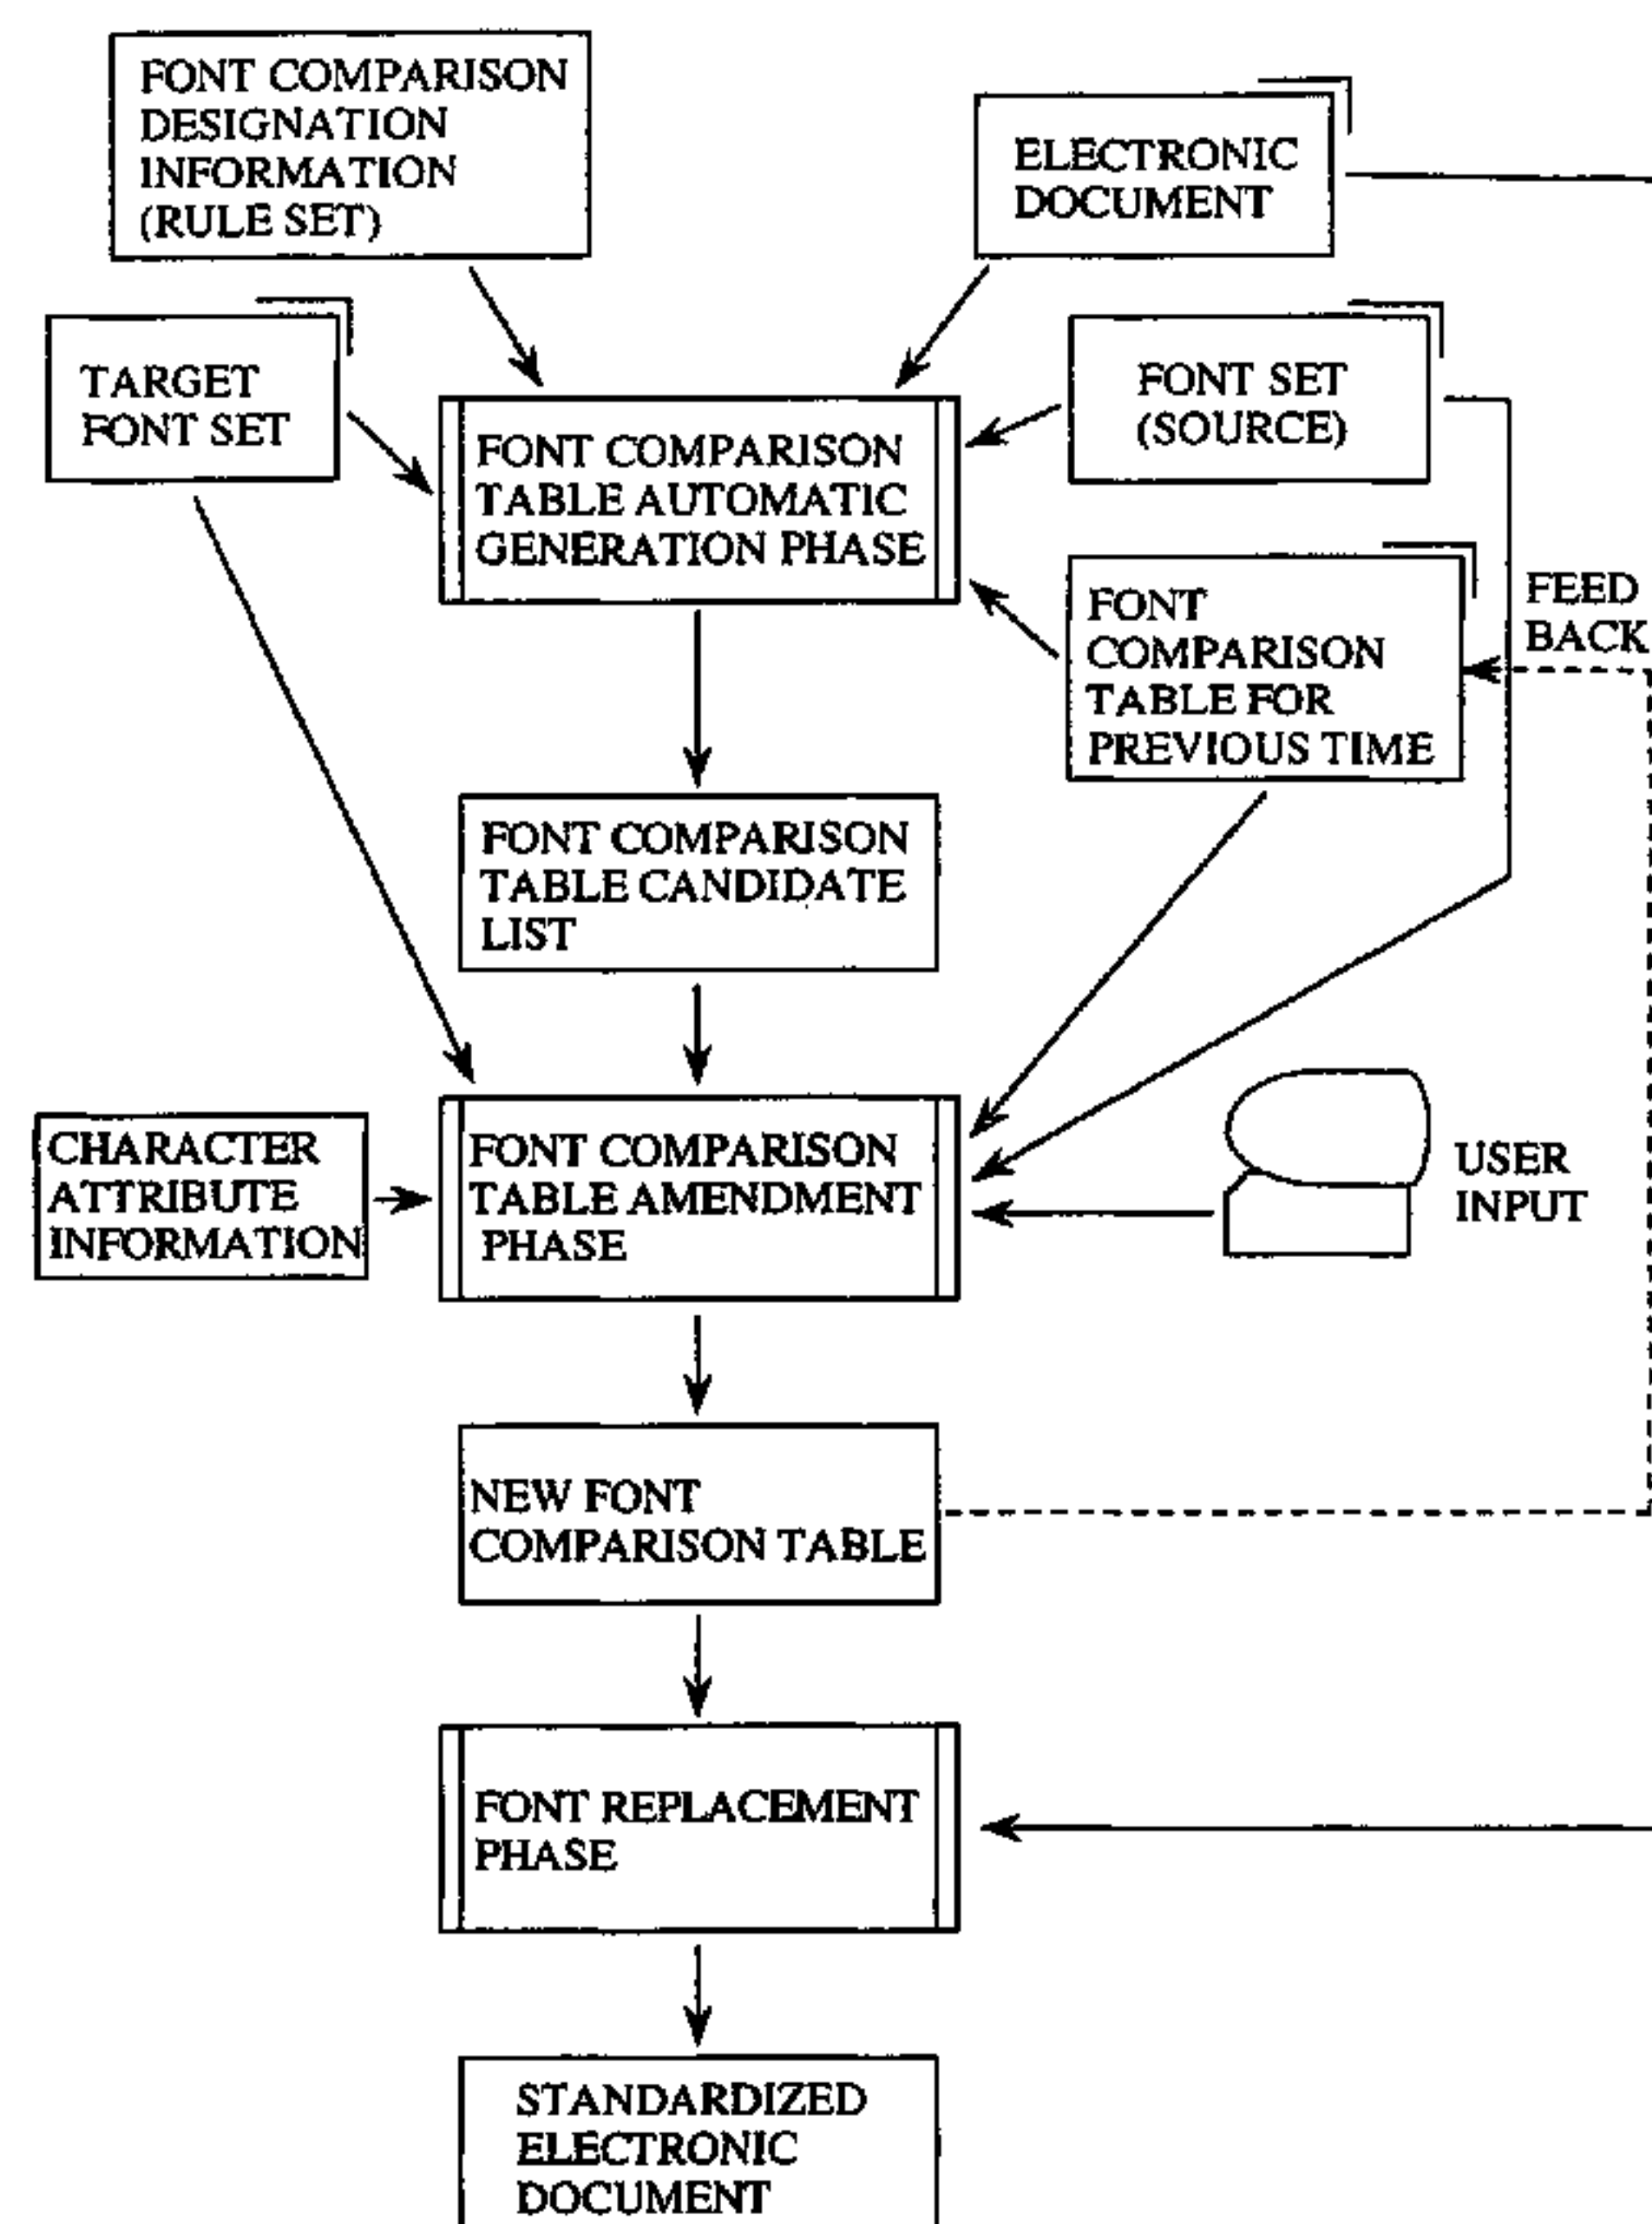 FONT COMPARISON
DESIGNATION
INFORMATION
(RULE SET)
ELECTRONIC
DOCUMENT
TARGET
FONT SET
FONT COMPARISON
TABLE AUTOMATIC
GENERATION PHASE
FONT SET
(SOURCE)
FONT
COMPARISON
TABLE FOR
PREVIOUS TIME
FEED
BACK
FONT COMPARISON
TABLE CANDIDATE
LIST
CHARACTER
ATTRIBUTE
INFORMATION
FONT COMPARISON
TABLE AMENDMENT
PHASE
USER
INPUT
NEW FONT
COMPARISON TABLE
FONT REPLACEMENT
PHASE
STANDARDIZED
ELECTRONIC
DOCUMENT